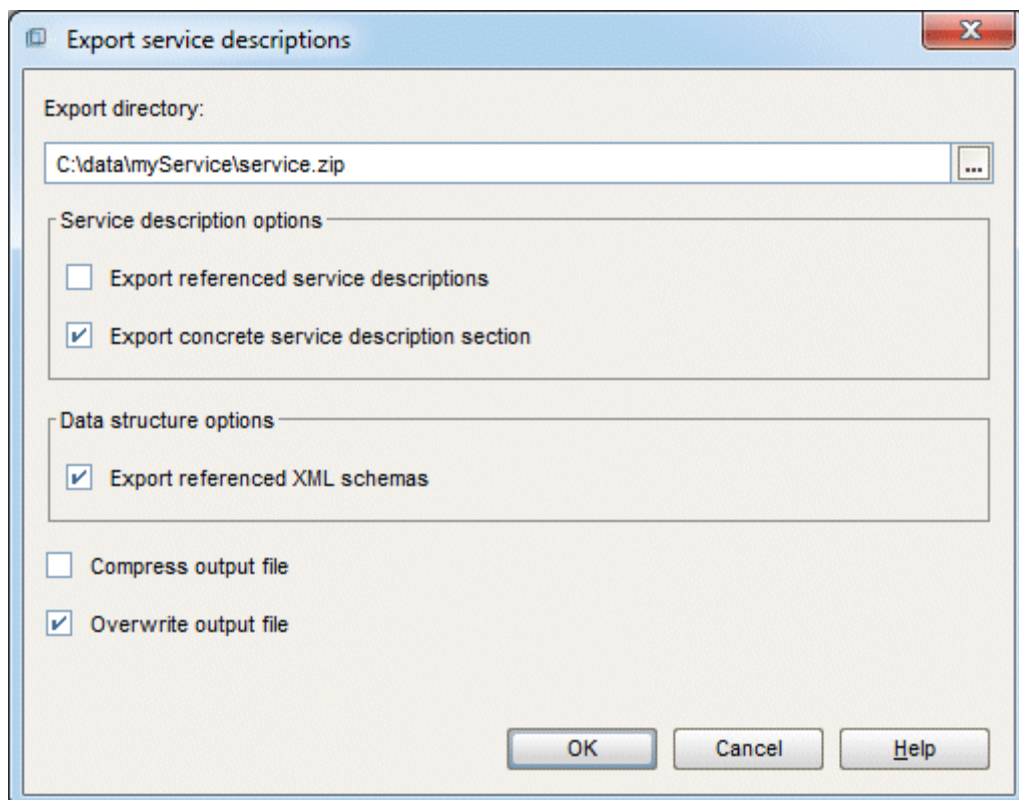 Export service descriptions
Export directory:
C:\data\myService\service.zip
...
Service description options
Export referenced service descriptions
Export concrete service description section
Data structure options
Export referenced XML schemas
Compress output file
Overwrite output file
OK Cancel Help